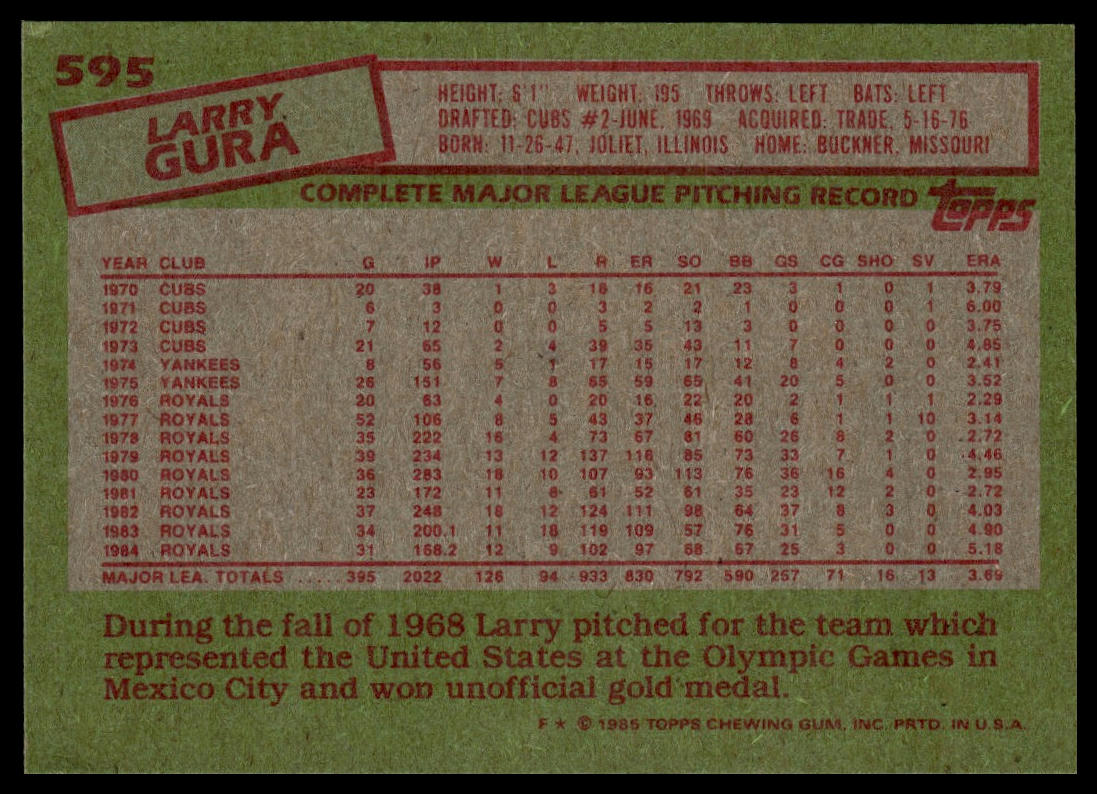 595
LARRY
GURA
HEIGHT: 6'1" WEIGHT: 195 THROWS: LEFT BATS: LEFT
DRAFTED: CUBS #2-JUNE, 1969 ACQUIRED: TRADE, 5-16-76
BORN: 11-26-47, JOLIET, ILLINOIS HOME: BUCKNER, MISSOURI
COMPLETE MAJOR LEAGUE PITCHING RECORD topps
YEAR CLUB G IP W L R ER SO BB GS CG SHO SV ERA
1970 CUBS 20 38 1 3 18 16 21 23 3 1 0 1 3.79
1971 CUBS 6 3 0 0 3 2 2 1 0 0 0 1 6.00
1972 CUBS 7 12 0 0 5 5 13 3 0 0 0 0 3.75
1973 CUBS 21 65 2 4 39 35 43 11 7 0 0 0 4.85
1974 YANKEES 8 56 5 1 17 15 17 12 8 4 2 0 2.41
1975 YANKEES 26 151 7 8 65 59 65 41 20 5 0 0 3.52
1976 ROYALS 20 63 4 0 20 16 22 20 2 1 1 1 2.29
1977 ROYALS 52 106 8 5 43 37 46 28 6 1 1 10 3.14
1978 ROYALS 35 222 16 4 73 67 81 60 26 8 2 0 2.72
1979 ROYALS 39 234 13 12 137 116 85 73 33 7 1 0 4.46
1980 ROYALS 36 283 18 10 107 93 113 76 36 16 4 0 2.95
1981 ROYALS 23 172 11 8 61 52 61 35 23 12 2 0 2.72
1982 ROYALS 37 248 18 12 124 111 98 64 37 8 3 0 4.03
1983 ROYALS 34 200.1 11 18 119 109 57 76 31 5 0 0 4.90
1984 ROYALS 31 168.2 12 9 102 97 68 67 25 3 0 0 5.18
MAJOR LEA. TOTALS ..... 395 2022 126 94 933 830 792 590 257 71 16 13 3.69
During the fall of 1968 Larry pitched for the team which
represented the United States at the Olympic Games in
Mexico City and won unofficial gold medal.
F ★ © 1985 TOPPS CHEWING GUM, INC. PRTD. IN U.S.A.